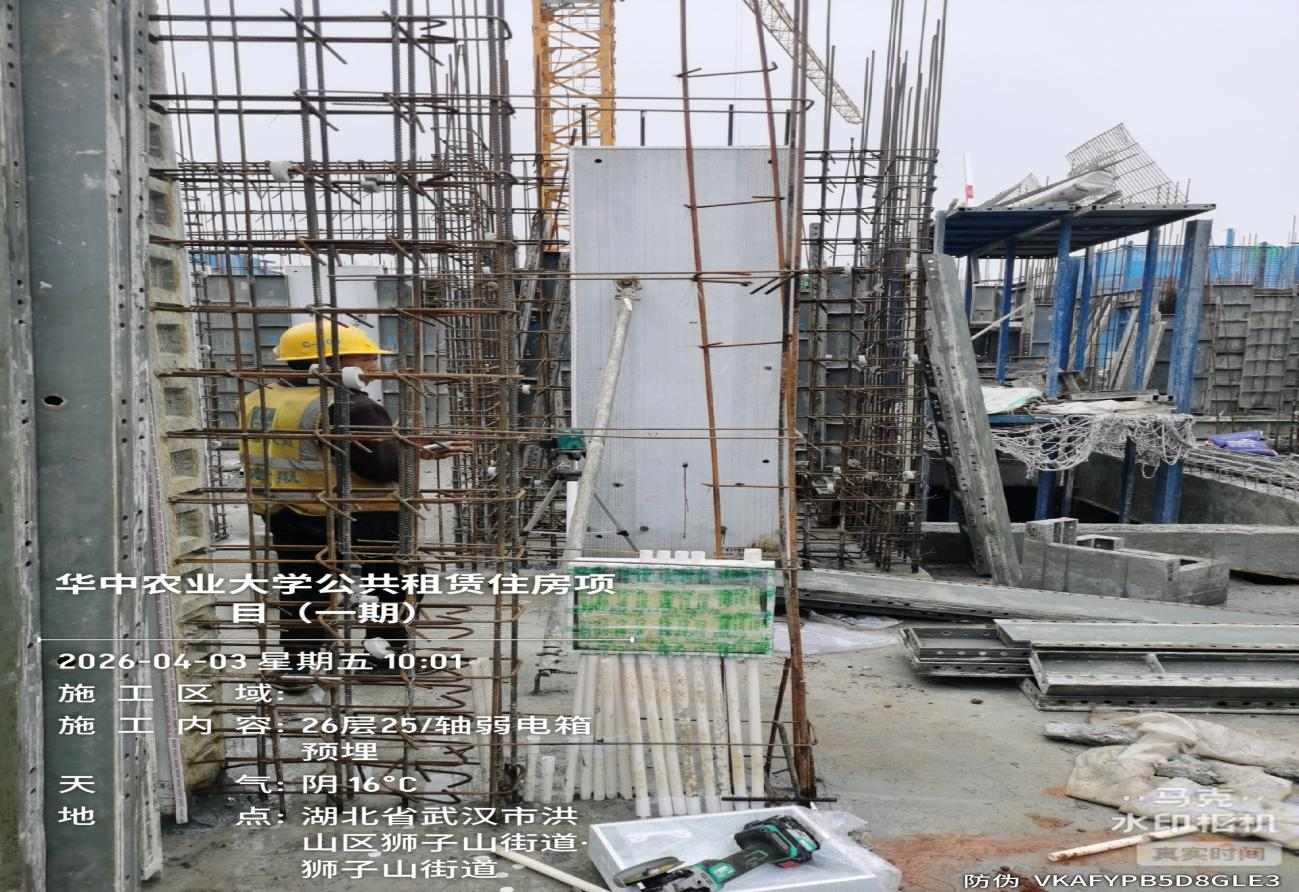 华中农业大学公共租赁住房项
目（一期）
2026-04-03 星期五 10:01
施工区域:
施工内容: 26层25/轴弱电箱
预埋
天气: 阴 16℃
地点: 湖北省武汉市洪
山区狮子山街道·
狮子山街道
马克
水印相机
真实时间
防伪 VKAFYPB5D8GLE3